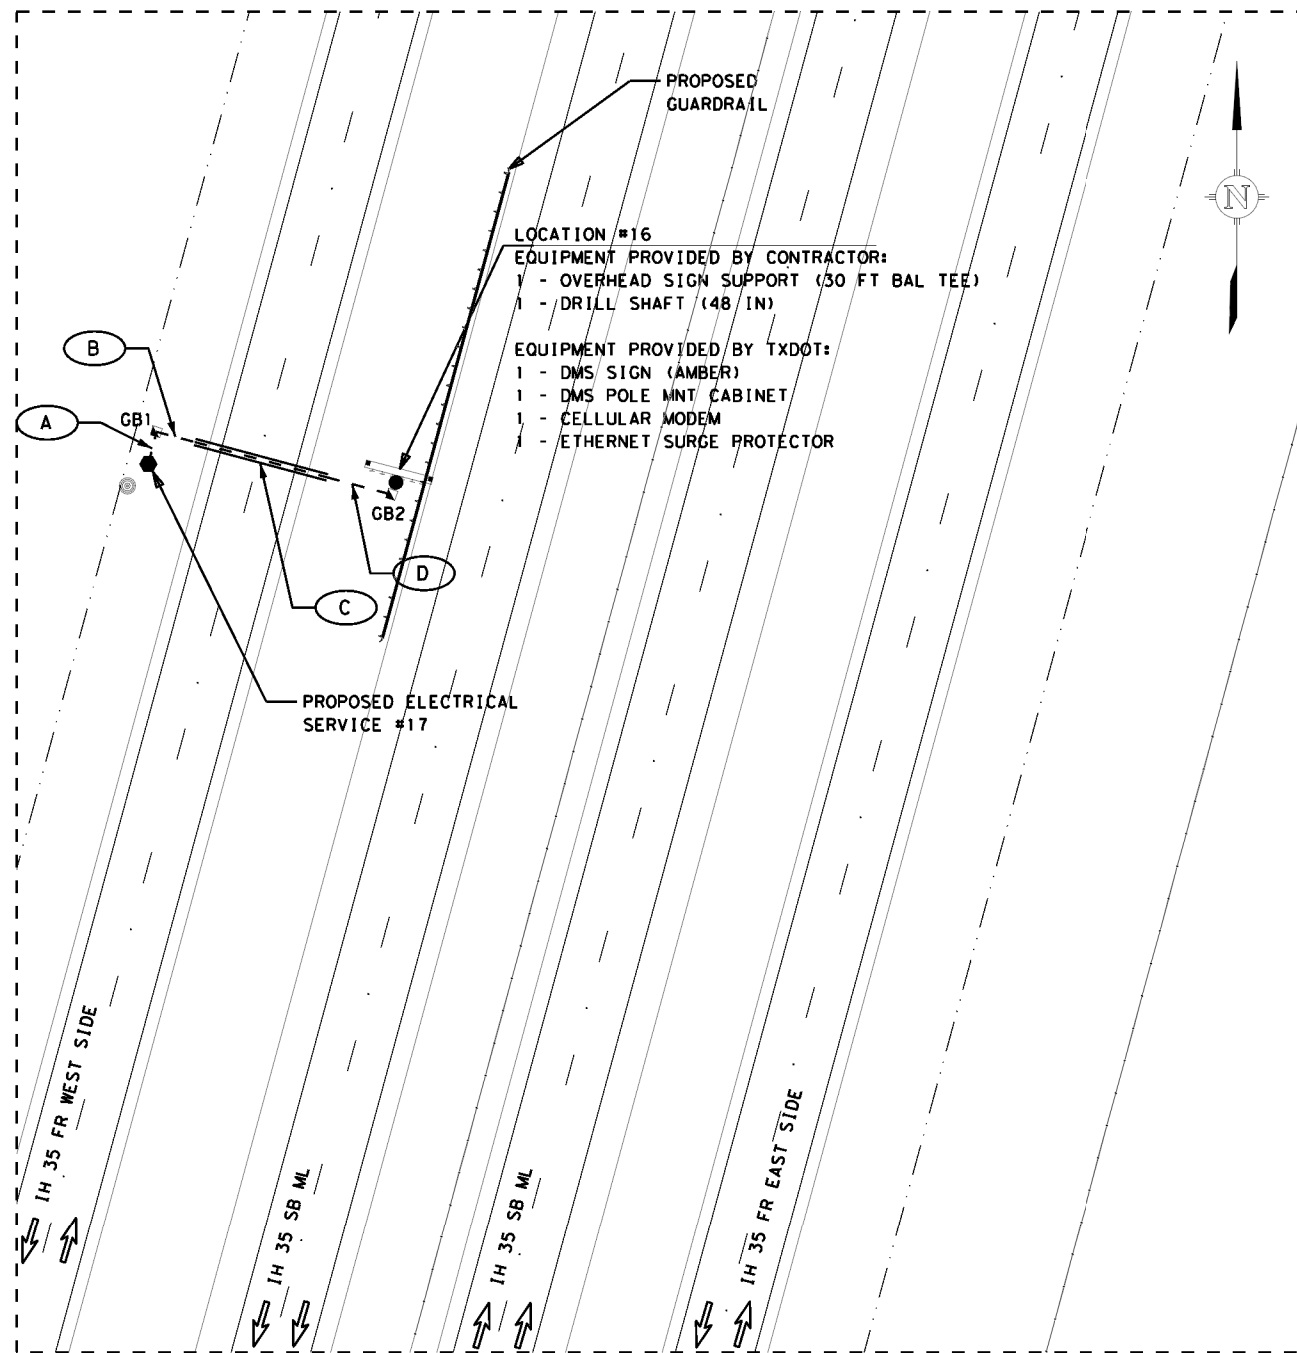 PROPOSED
GUARDRAIL
N
LOCATION #16
EQUIPMENT PROVIDED BY CONTRACTOR:
1 - OVERHEAD SIGN SUPPORT (30 FT BAL TEE)
1 - DRILL SHAFT (48 IN)
EQUIPMENT PROVIDED BY TXDOT:
1 - DMS SIGN (AMBER)
1 - DMS POLE MNT CABINET
1 - CELLULAR MODEM
1 - ETHERNET SURGE PROTECTOR
B
A
GB1
GB2
D
C
PROPOSED ELECTRICAL
SERVICE #17
IH 35 FR WEST SIDE
IH 35 SB ML
IH 35 SB ML
IH 35 FR EAST SIDE